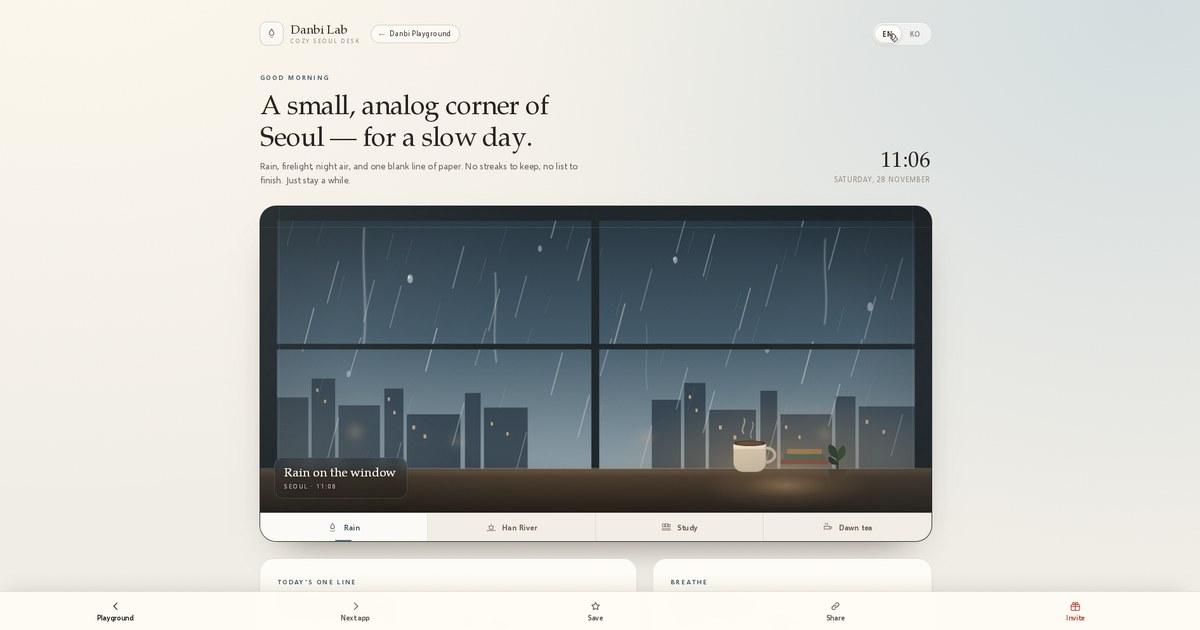 Danbi Lab
COZY SEOUL DESK
← Danbi Playground
EN
KO
GOOD MORNING
A small, analog corner of
Seoul — for a slow day.
Rain, firelight, night air, and one blank line of paper. No streaks to keep, no list to
finish. Just stay a while.
11:06
SATURDAY, 28 NOVEMBER
Rain on the window
SEOUL · 11:06
Rain
Han River
Study
Dawn tea
TODAY'S ONE LINE
BREATHE
Playground
Next app
Save
Share
Invite